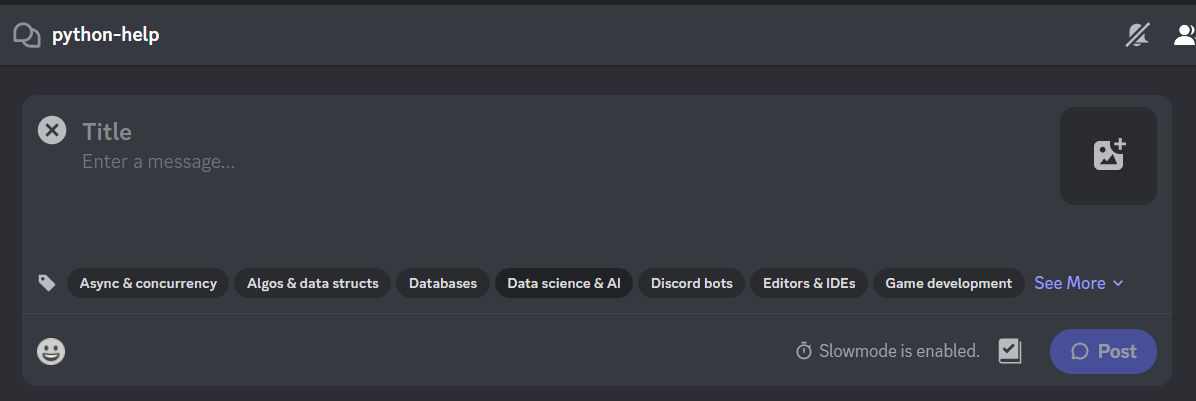 python-help
Title
Enter a message...
Async & concurrency Algos & data structs Databases Data science & AI Discord bots Editors & IDEs Game development See More
Slowmode is enabled. Post